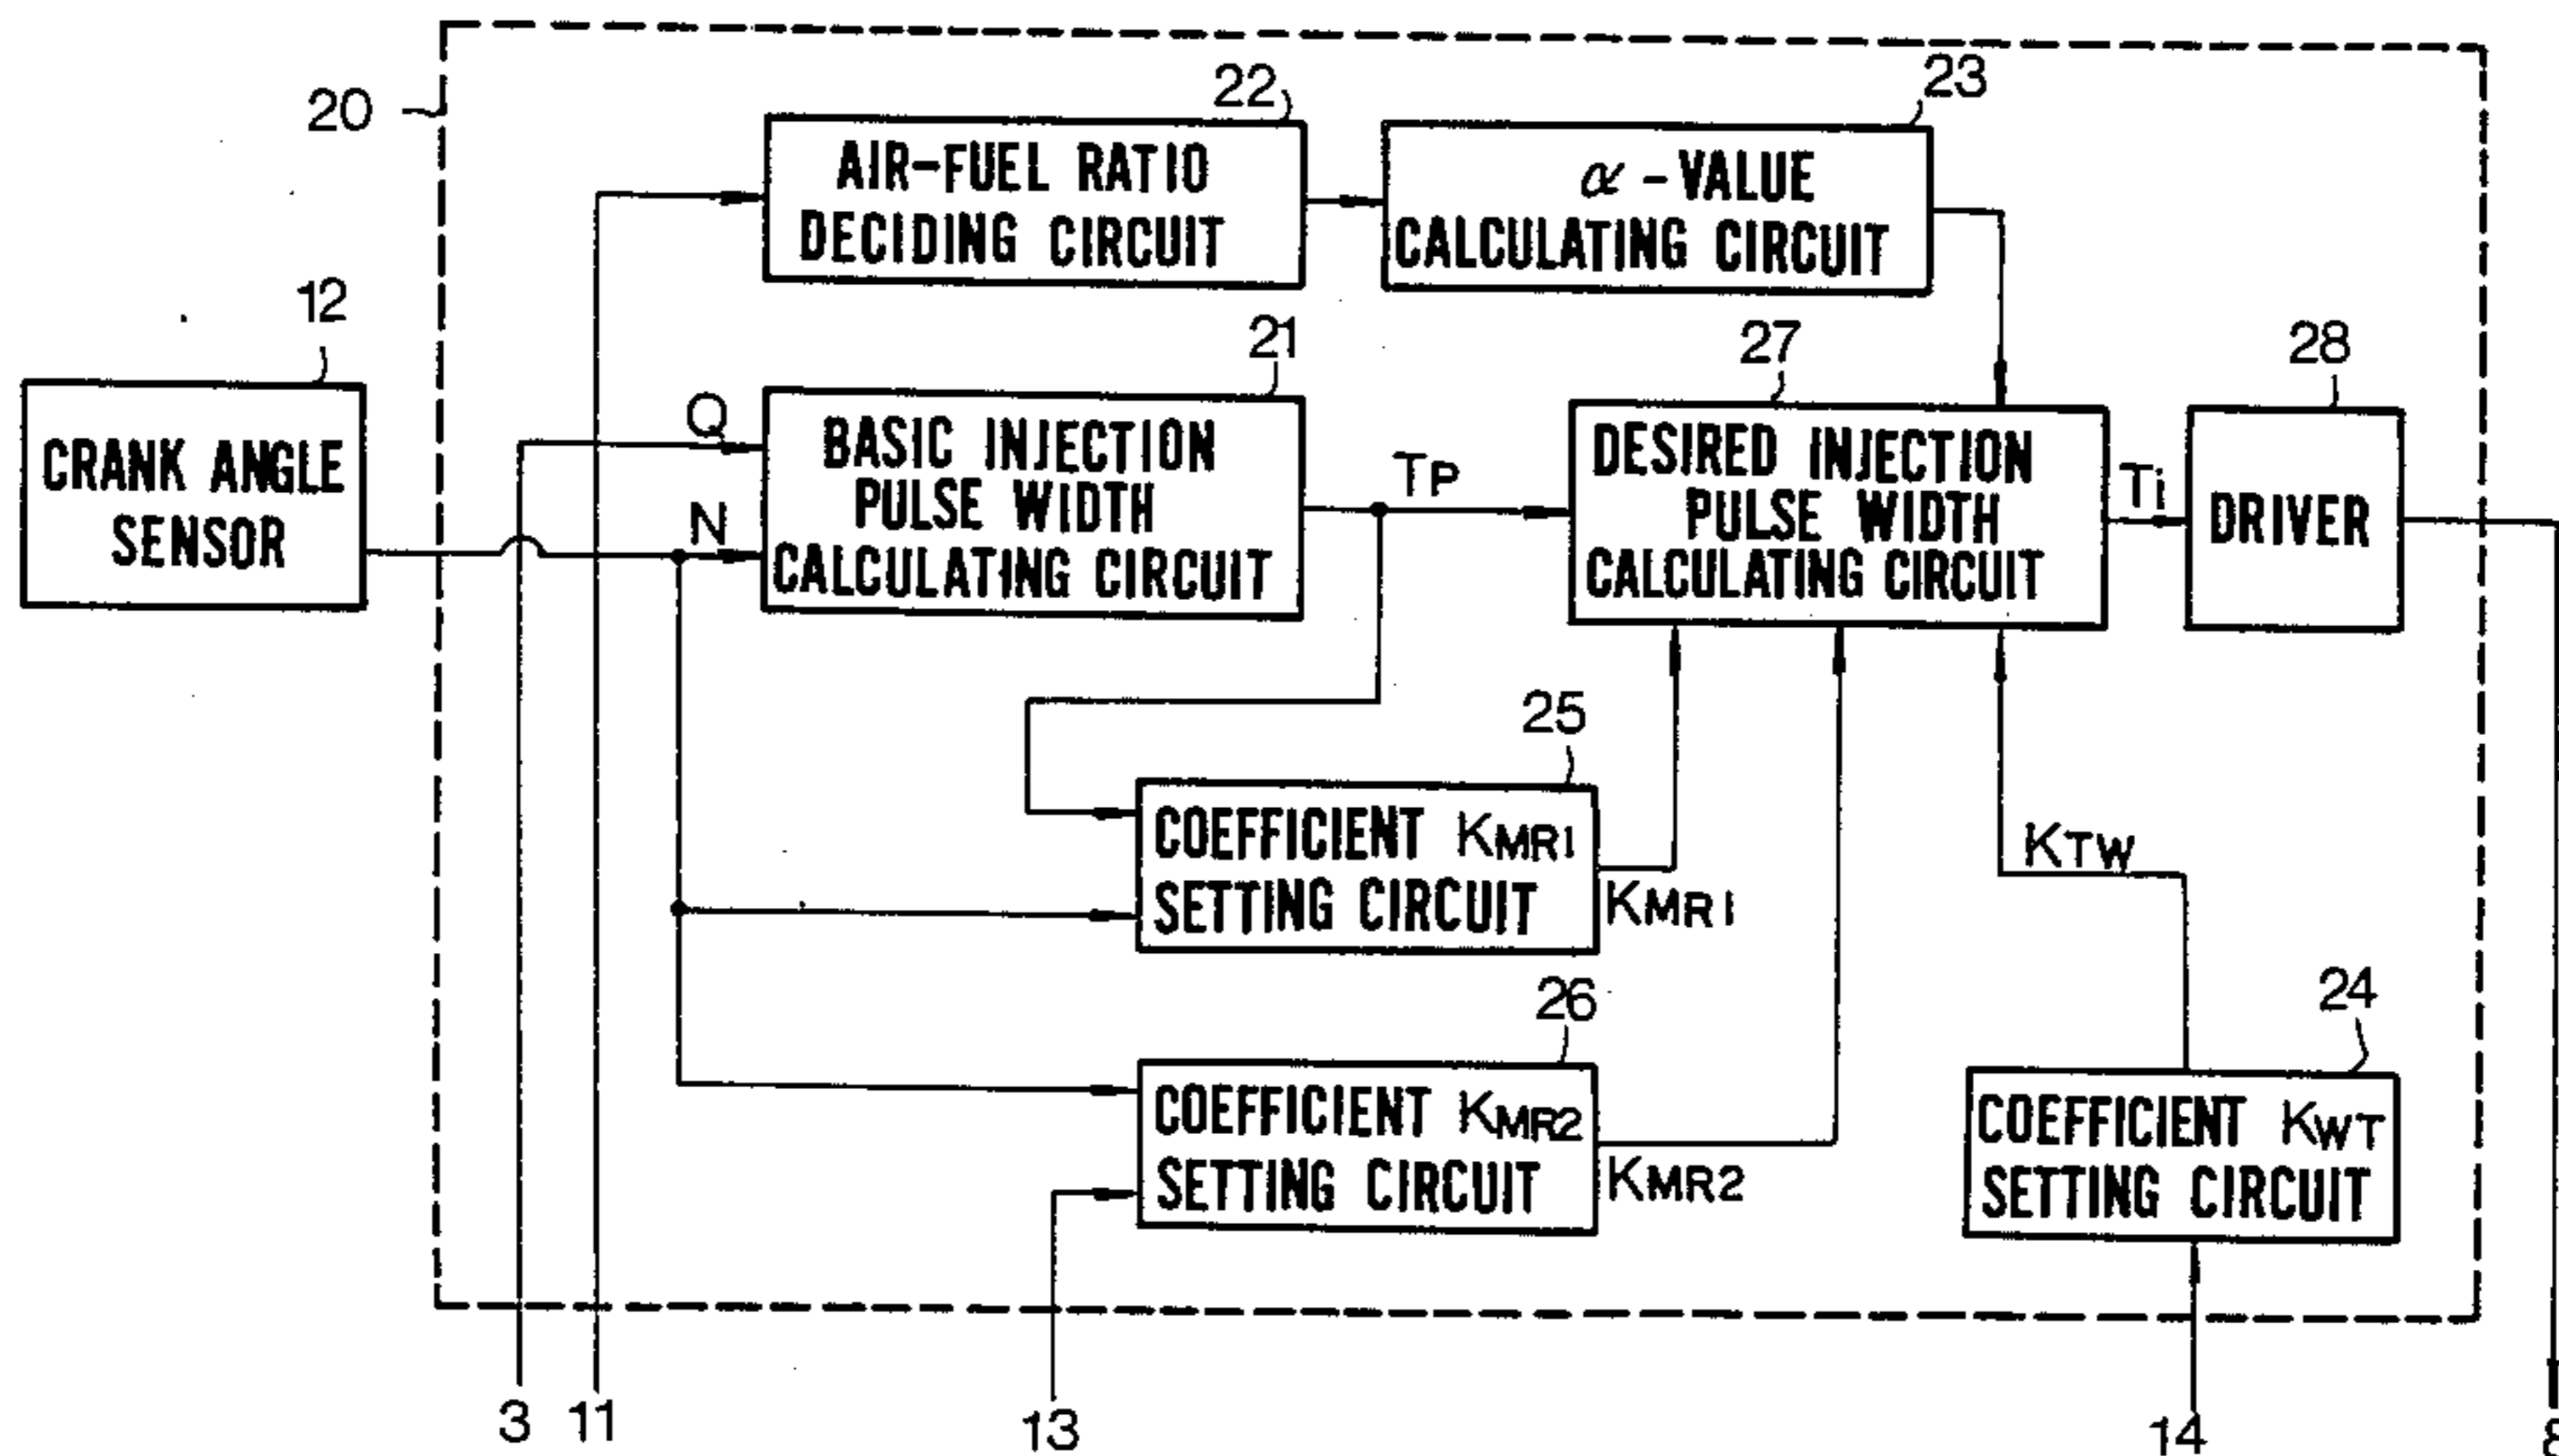 20
22
23
AIR-FUEL RATIO
DECIDING CIRCUIT
α-VALUE
CALCULATING CIRCUIT
12
CRANK ANGLE
SENSOR
Q
N
21
BASIC INJECTION
PULSE WIDTH
CALCULATING CIRCUIT
TP
27
DESIRED INJECTION
PULSE WIDTH
CALCULATING CIRCUIT
Ti
28
DRIVER
25
COEFFICIENT KMR1
SETTING CIRCUIT
KMR1
KTW
26
COEFFICIENT KMR2
SETTING CIRCUIT
KMR2
24
COEFFICIENT KWT
SETTING CIRCUIT
3
11
13
14